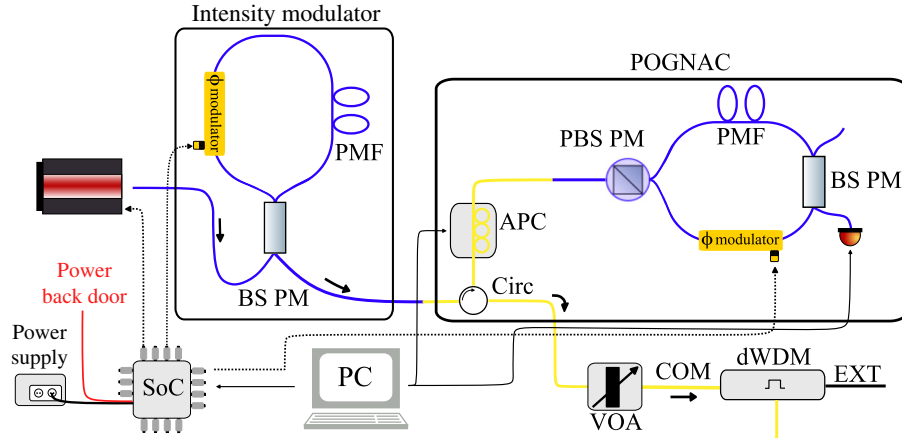 Intensity modulator
POGNAC
ϕ modulator
PMF
PMF
PBS PM
BS PM
APC
ϕ modulator
BS PM
Circ
Power
back door
Power
supply
SoC
PC
VOA
COM
dWDM
EXT